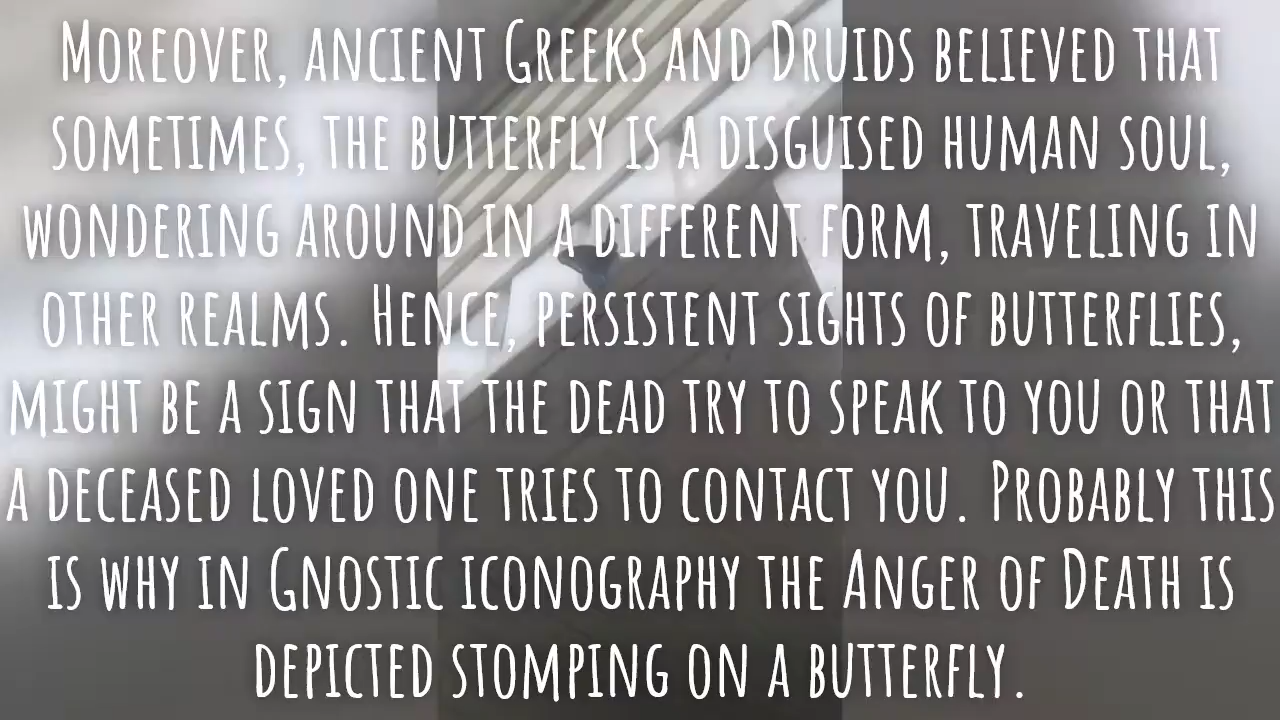 Moreover, ancient Greeks and Druids believed that
sometimes, the butterfly is a disguised human soul,
wondering around in a different form, traveling in
other realms. Hence, persistent sights of butterflies,
might be a sign that the dead try to speak to you or that
a deceased loved one tries to contact you. Probably this
is why in Gnostic iconography the Anger of Death is
depicted stomping on a butterfly.